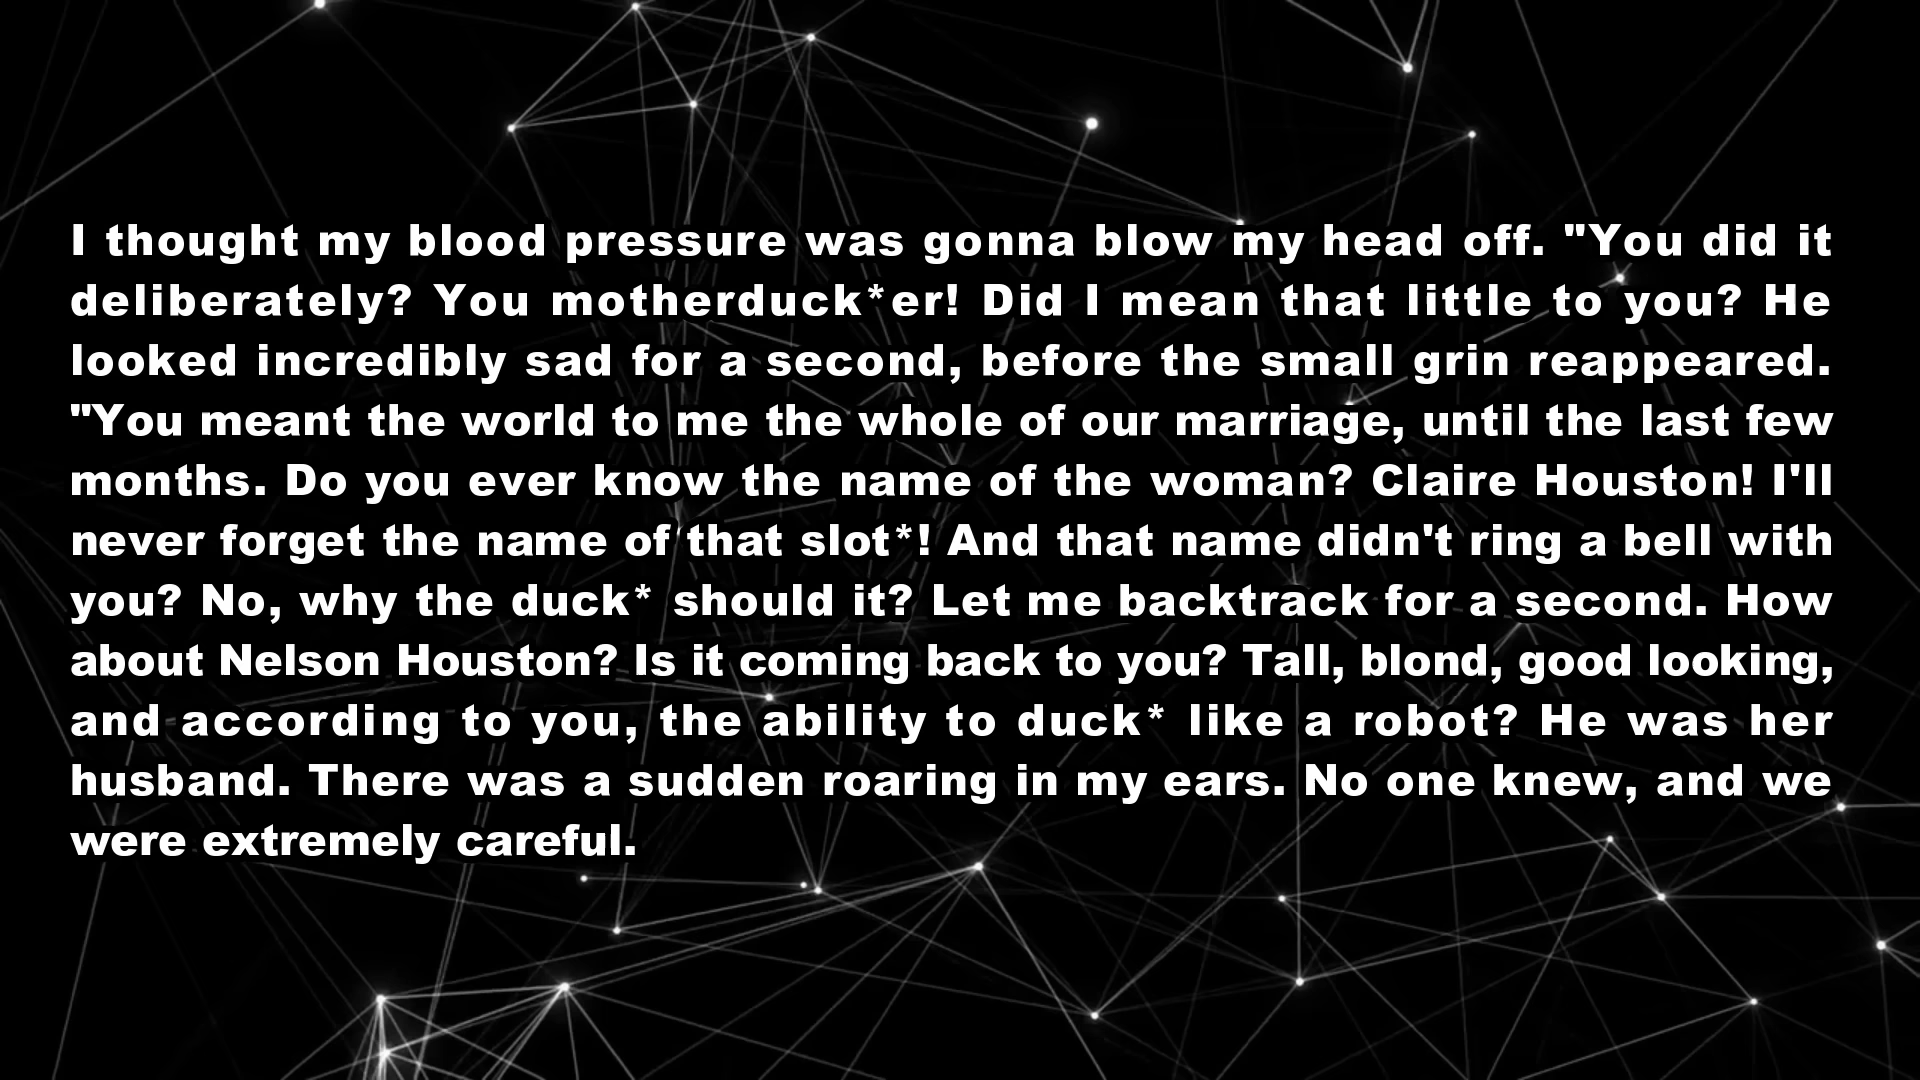 I thought my blood pressure was gonna blow my head off. "You did it
deliberately? You motherduck*er! Did I mean that little to you? He
looked incredibly sad for a second, before the small grin reappeared.
"You meant the world to me the whole of our marriage, until the last few
months. Do you ever know the name of the woman? Claire Houston! I'll
never forget the name of that slot*! And that name didn't ring a bell with
you? No, why the duck* should it? Let me backtrack for a second. How
about Nelson Houston? Is it coming back to you? Tall, blond, good looking,
and according to you, the ability to duck* like a robot? He was her
husband. There was a sudden roaring in my ears. No one knew, and we
were extremely careful.